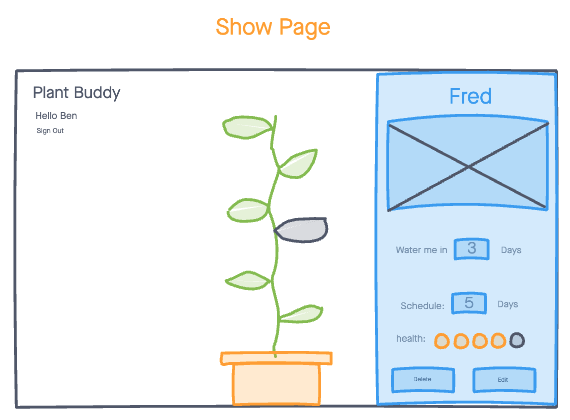 Show Page
Plant Buddy
Hello Ben
Sign Out
Fred
Water me in 3 Days
Schedule: 5 Days
health:
Delete Edit